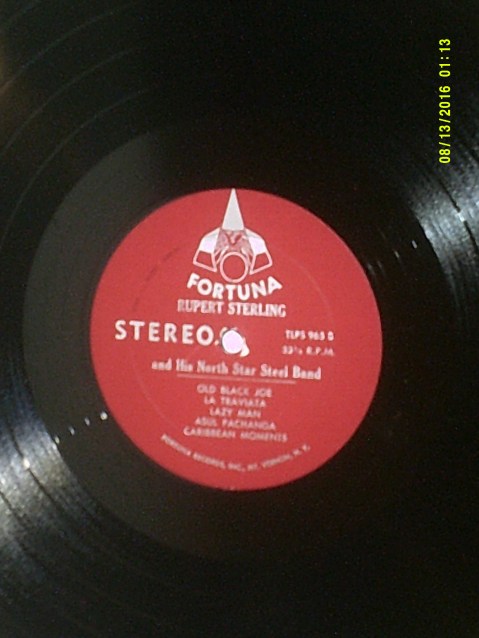 08/13/2016 01:13
FORTUNA
RUPERT STERLING
STEREO
TLPS 965 B
33⅓ R.P.M.
and His North Star Steel Band
OLD BLACK JOE
LA TRAVIATA
LAZY MAN
ASUL PACHANGA
CARIBBEAN MOMENTS
FORTUNA RECORDS, INC., MT. VERNON, N. Y.